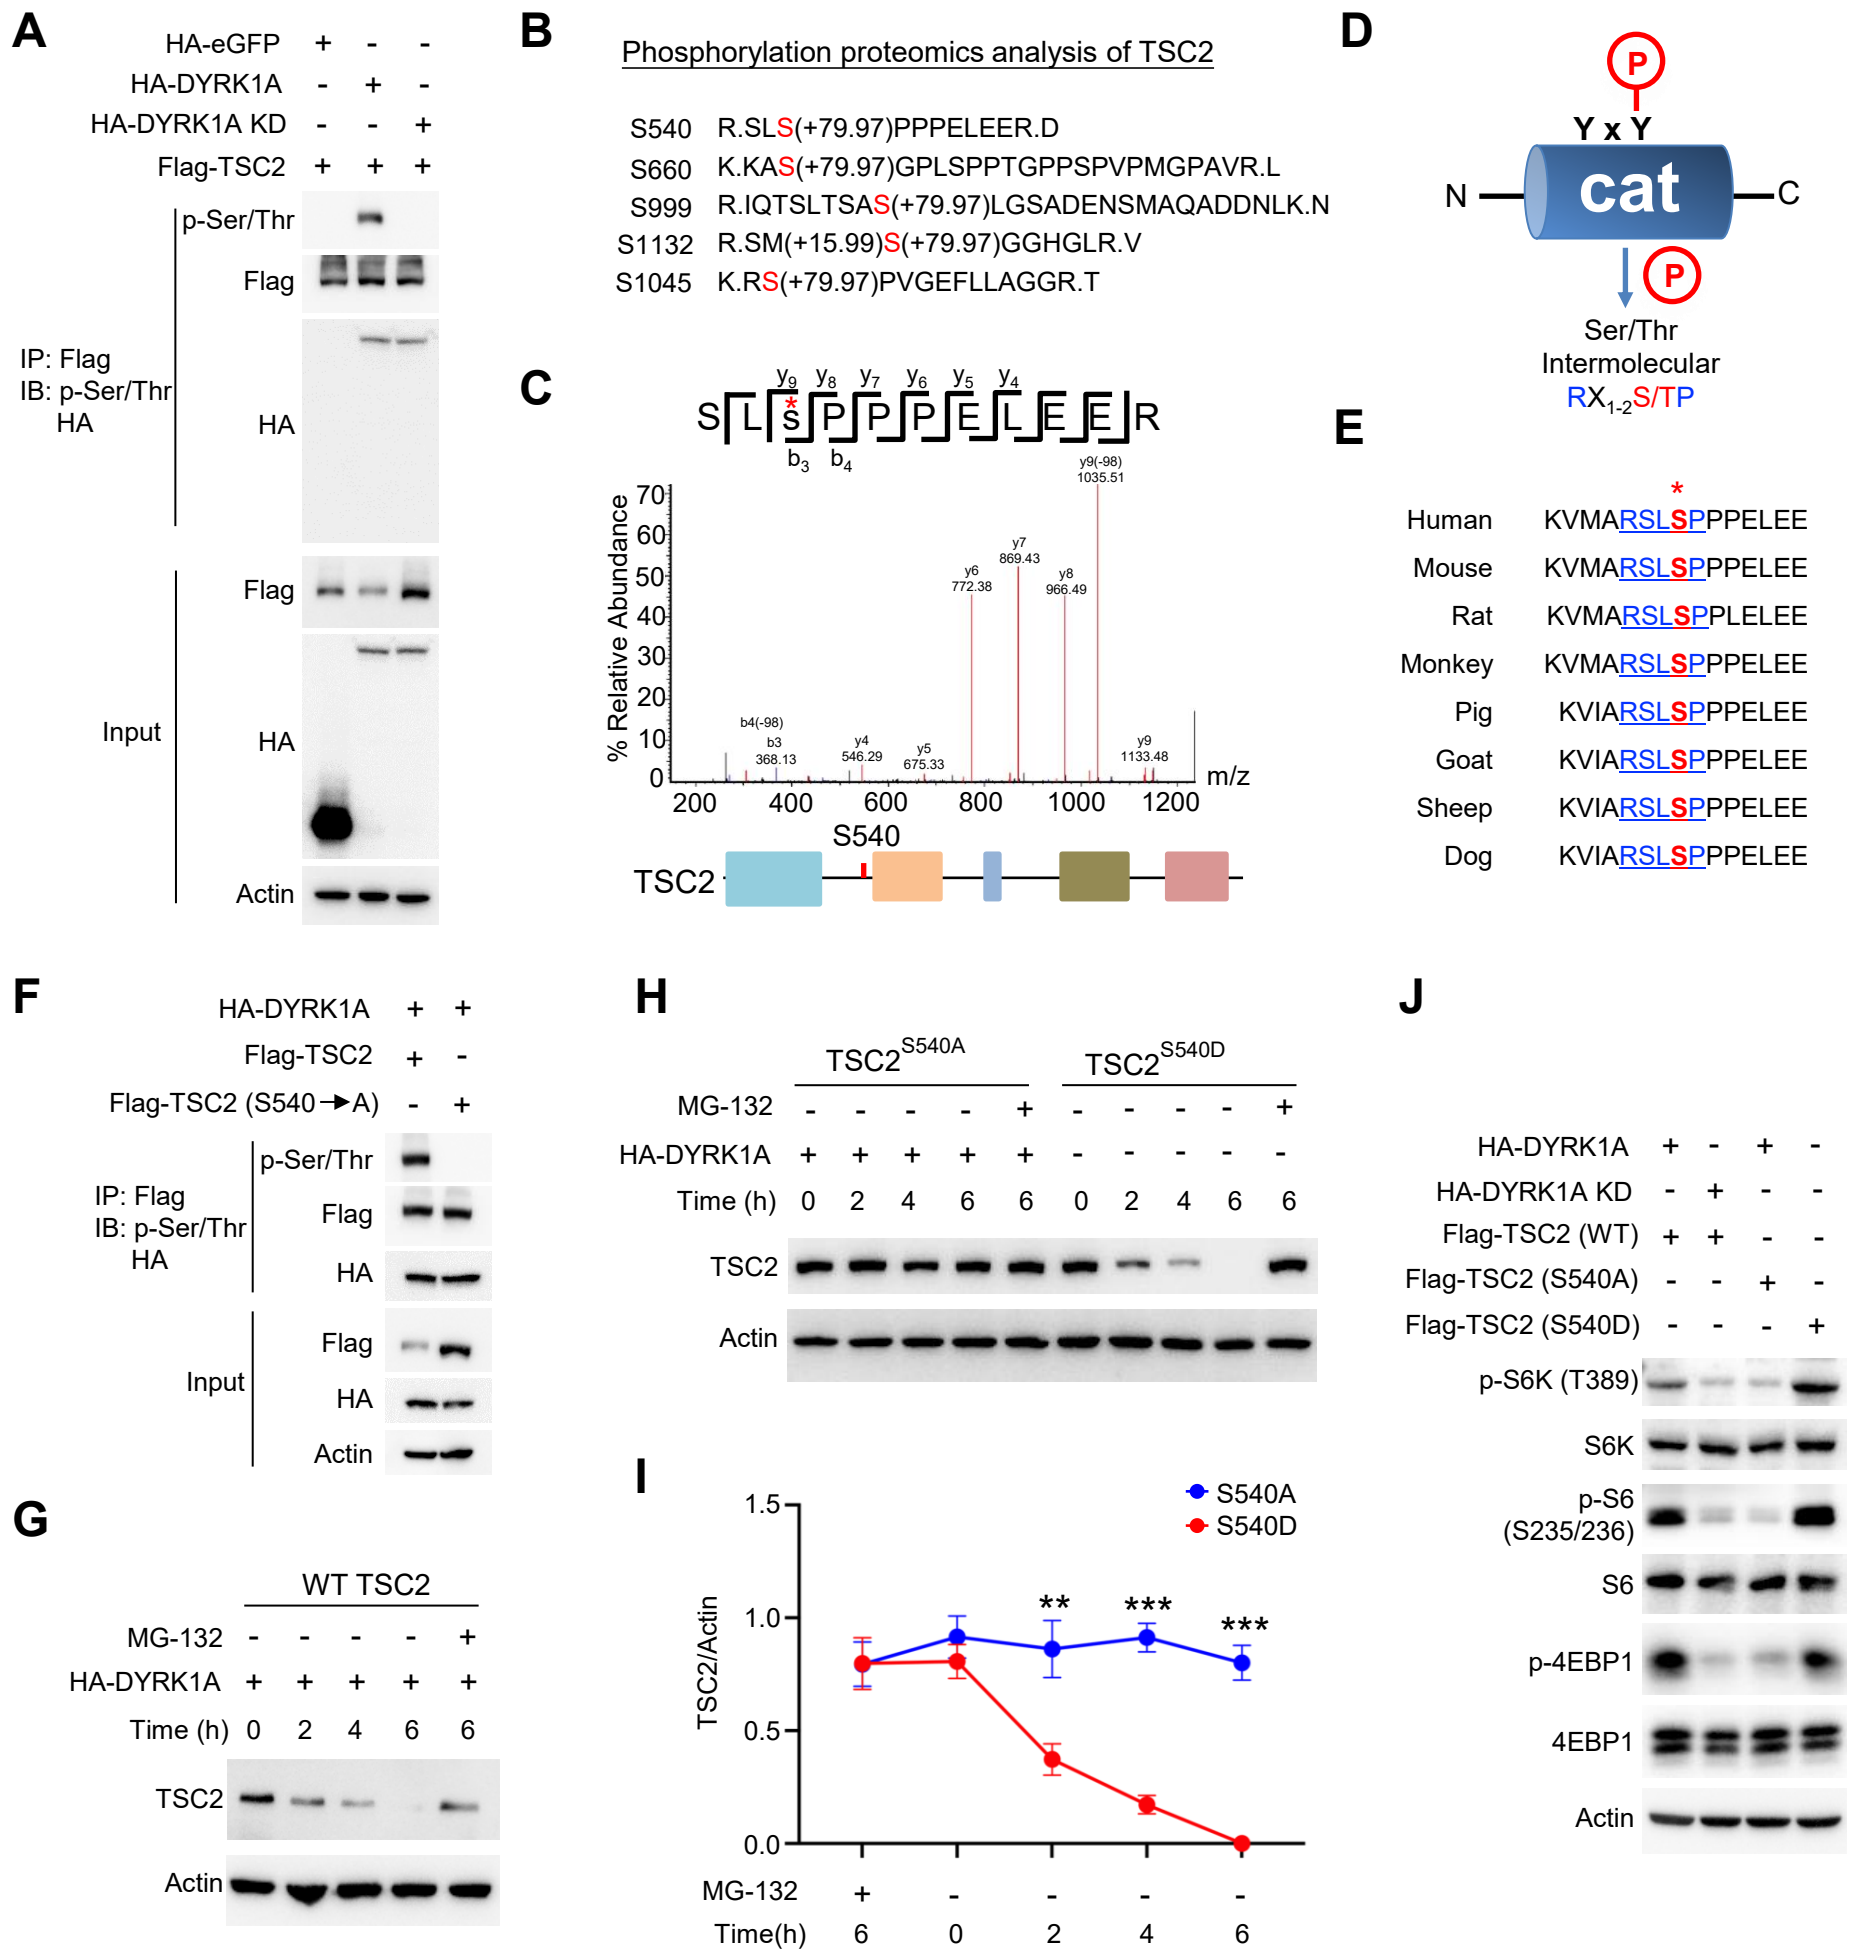 A
HA-eGFP + - -
HA-DYRK1A - + -
HA-DYRK1A KD - - +
Flag-TSC2 + + +
p-Ser/Thr
Flag
IP: Flag
IB: p-Ser/Thr
HA
HA
Flag
Input
HA
Actin
B
Phosphorylation proteomics analysis of TSC2
S540 R.SLS(+79.97)PPPELEER.D
S660 K.KAS(+79.97)GPLSPPTGPPSPVPMGPAVR.L
S999 R.IQTSLTSAS(+79.97)LGSADENSMAQADDNLK.N
S1132 R.SM(+15.99)S(+79.97)GGHGLR.V
S1045 K.RS(+79.97)PVGEFLLAGGR.T
C
y9 y8 y7 y6 y5 y4
*
S L s P P P E L E E R
b3 b4
% Relative Abundance
70
60
50
40
30
20
10
0
y9(-98)
1035.51
y7
869.43
y6
772.38
y8
966.49
b4(-98)
b3
368.13
y4
546.29
y5
675.33
y9
1133.48
m/z
200 400 600 800 1000 1200
S540
TSC2
D
P
Y x Y
N cat C
P
Ser/Thr
Intermolecular
RX1-2S/TP
E
*
Human KVMARSLSPPPELEE
Mouse KVMARSLSPPPELEE
Rat KVMARSLSPPLELEE
Monkey KVMARSLSPPPELEE
Pig KVIARSLSPPPELEE
Goat KVIARSLSPPPELEE
Sheep KVIARSLSPPPELEE
Dog KVIARSLSPPPELEE
F
HA-DYRK1A + +
Flag-TSC2 + -
Flag-TSC2 (S540→A) - +
p-Ser/Thr
IP: Flag
IB: p-Ser/Thr
HA
Flag
HA
Input
Flag
HA
Actin
G
WT TSC2
MG-132 - - - - +
HA-DYRK1A + + + + +
Time (h) 0 2 4 6 6
TSC2
Actin
H
TSC2S540A TSC2S540D
MG-132 - - - - + - - - - +
HA-DYRK1A + + + + + - - - - -
Time (h) 0 2 4 6 6 0 2 4 6 6
TSC2
Actin
I
S540A
S540D
TSC2/Actin
1.5
1.0
0.5
0.0
** *** ***
MG-132 + - - - -
Time(h) 6 0 2 4 6
J
HA-DYRK1A + - + -
HA-DYRK1A KD - + - -
Flag-TSC2 (WT) + + - -
Flag-TSC2 (S540A) - - + -
Flag-TSC2 (S540D) - - - +
p-S6K (T389)
S6K
p-S6
(S235/236)
S6
p-4EBP1
4EBP1
Actin